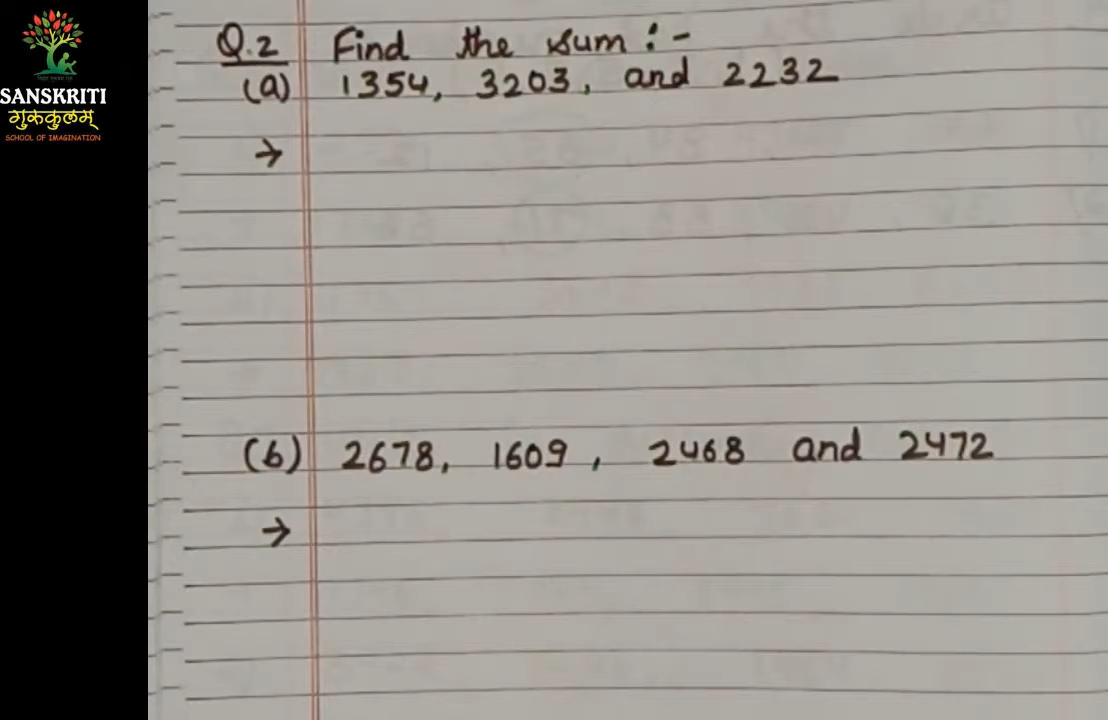 SANSKRITI
गुरुकुलम्
SCHOOL OF IMAGINATION
Q.2 Find the sum :-
(a) 1354, 3203, and 2232
→
(b) 2678, 1609, 2468 and 2472
→